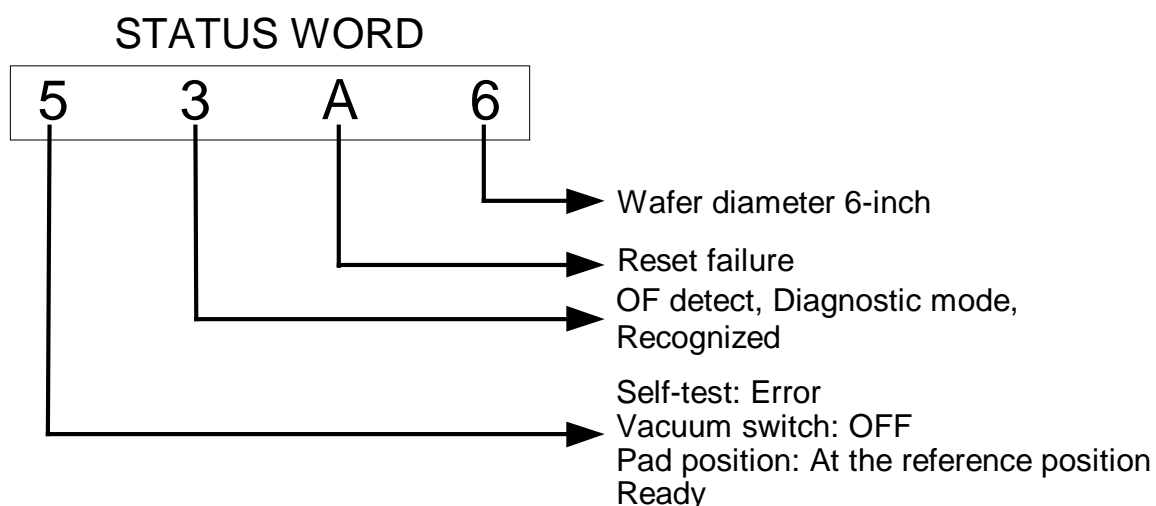 STATUS WORD
5 3 A 6
Wafer diameter 6-inch
Reset failure
OF detect, Diagnostic mode,
Recognized
Self-test: Error
Vacuum switch: OFF
Pad position: At the reference position
Ready